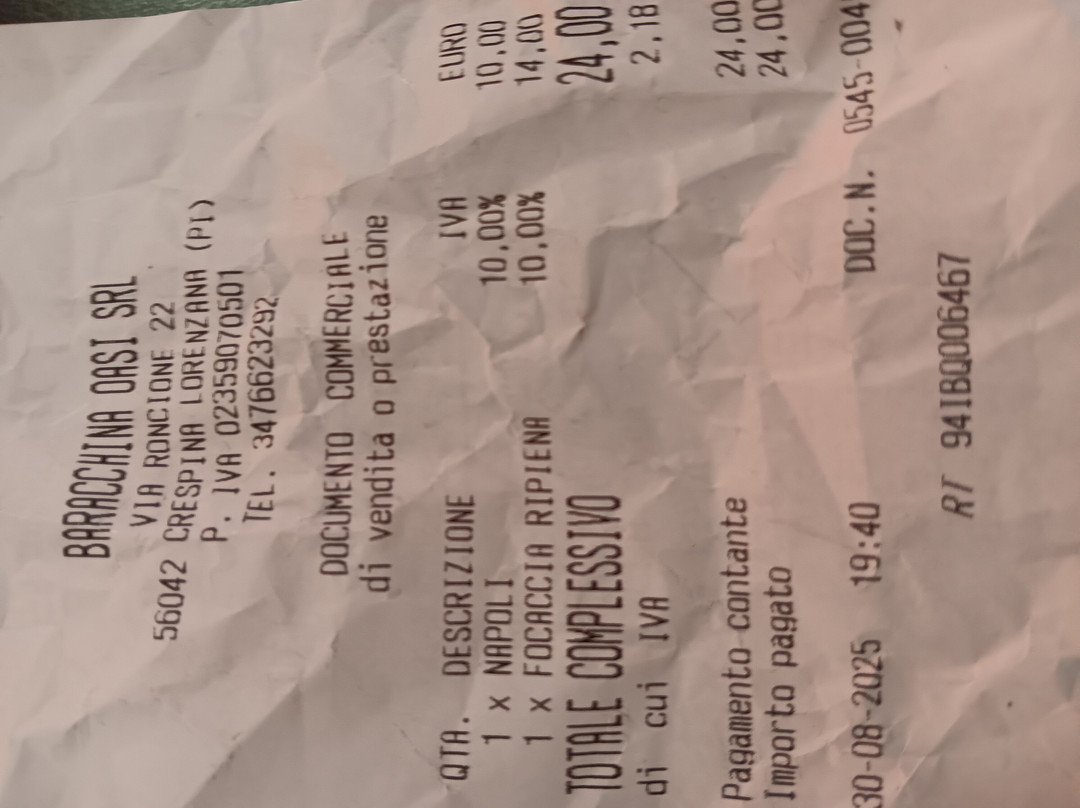 BARACCHINA OASI SRL
VIA RONCIONE 22
56042 CRESPINA LORENZANA (PI)
P. IVA 02359070501
TEL. 3476623292
DOCUMENTO COMMERCIALE
di vendita o prestazione
QTA. DESCRIZIONE IVA EURO
1 x NAPOLI 10,00% 10,00
1 x FOCACCIA RIPIENA 10,00% 14,00
TOTALE COMPLESSIVO 24,00
di cui IVA 2,18
Pagamento contante 24,00
Importo pagato 24,00
30-08-2025 19:40 DOC.N. 0545-004
RT 94IBQ006467